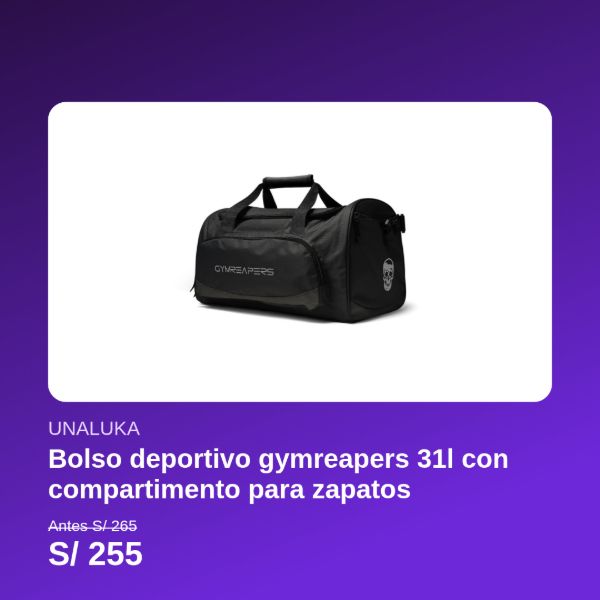 GYMREAPERS
UNALUKA
Bolso deportivo gymreapers 31l con
compartimento para zapatos
Antes S/ 265
S/ 255